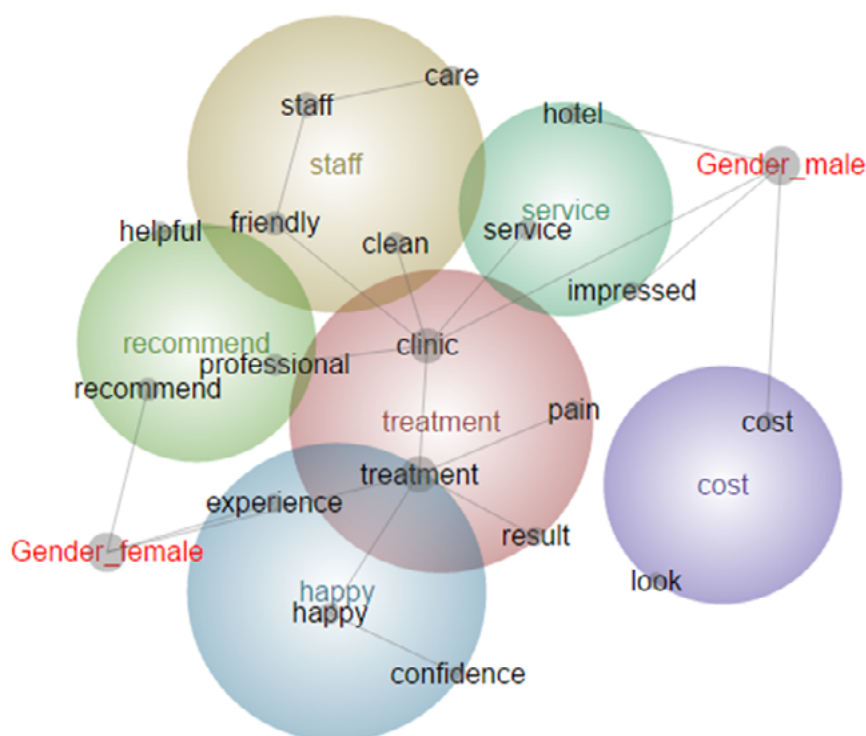 care
staff
hotel
staff
Gender_male
service
friendly
service
helpful
clean
impressed
recommend
clinic
professional
recommend
pain
treatment
cost
treatment
cost
experience
result
Gender_female
look
happy
happy
confidence